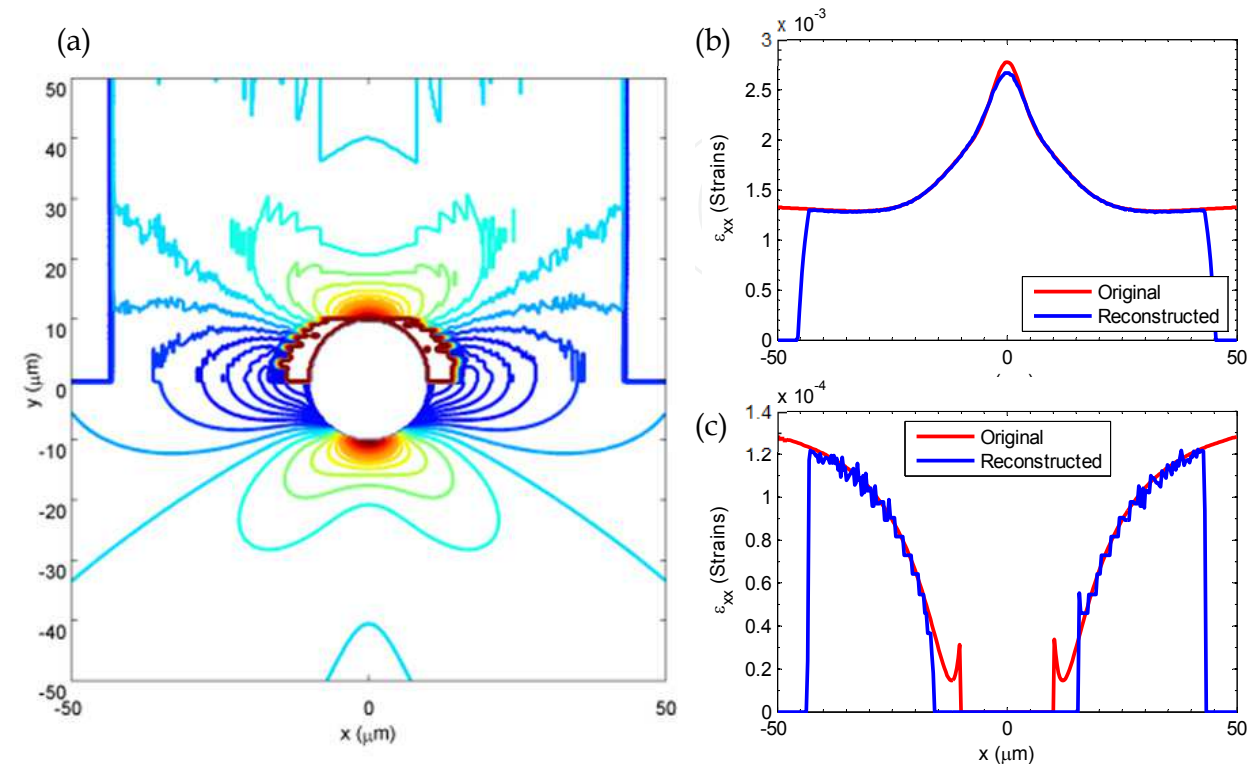 (a)
50
40
30
20
10
0
-10
-20
-30
-40
-50
y (μm)
-50
0
50
x (μm)
(b)
x 10⁻³
3
2.5
2
1.5
1
0.5
0
εxx (Strains)
Original
Reconstructed
-50
0
50
(c)
x 10⁻⁴
1.4
1.2
1
0.8
0.6
0.4
0.2
0
εxx (Strains)
Original
Reconstructed
-50
0
50
x (μm)